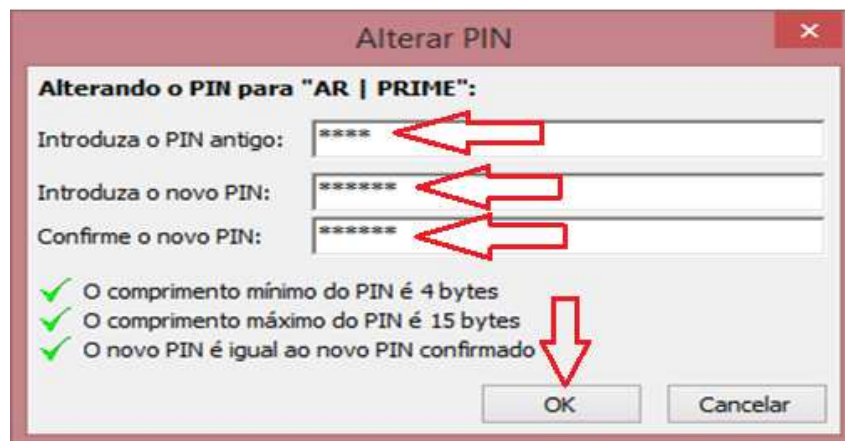 Alterar PIN
Alterando o PIN para "AR | PRIME":
Introduza o PIN antigo: ****
Introduza o novo PIN: ******
Confirme o novo PIN: ******
O comprimento mínimo do PIN é 4 bytes
O comprimento máximo do PIN é 15 bytes
O novo PIN é igual ao novo PIN confirmado
OK Cancelar